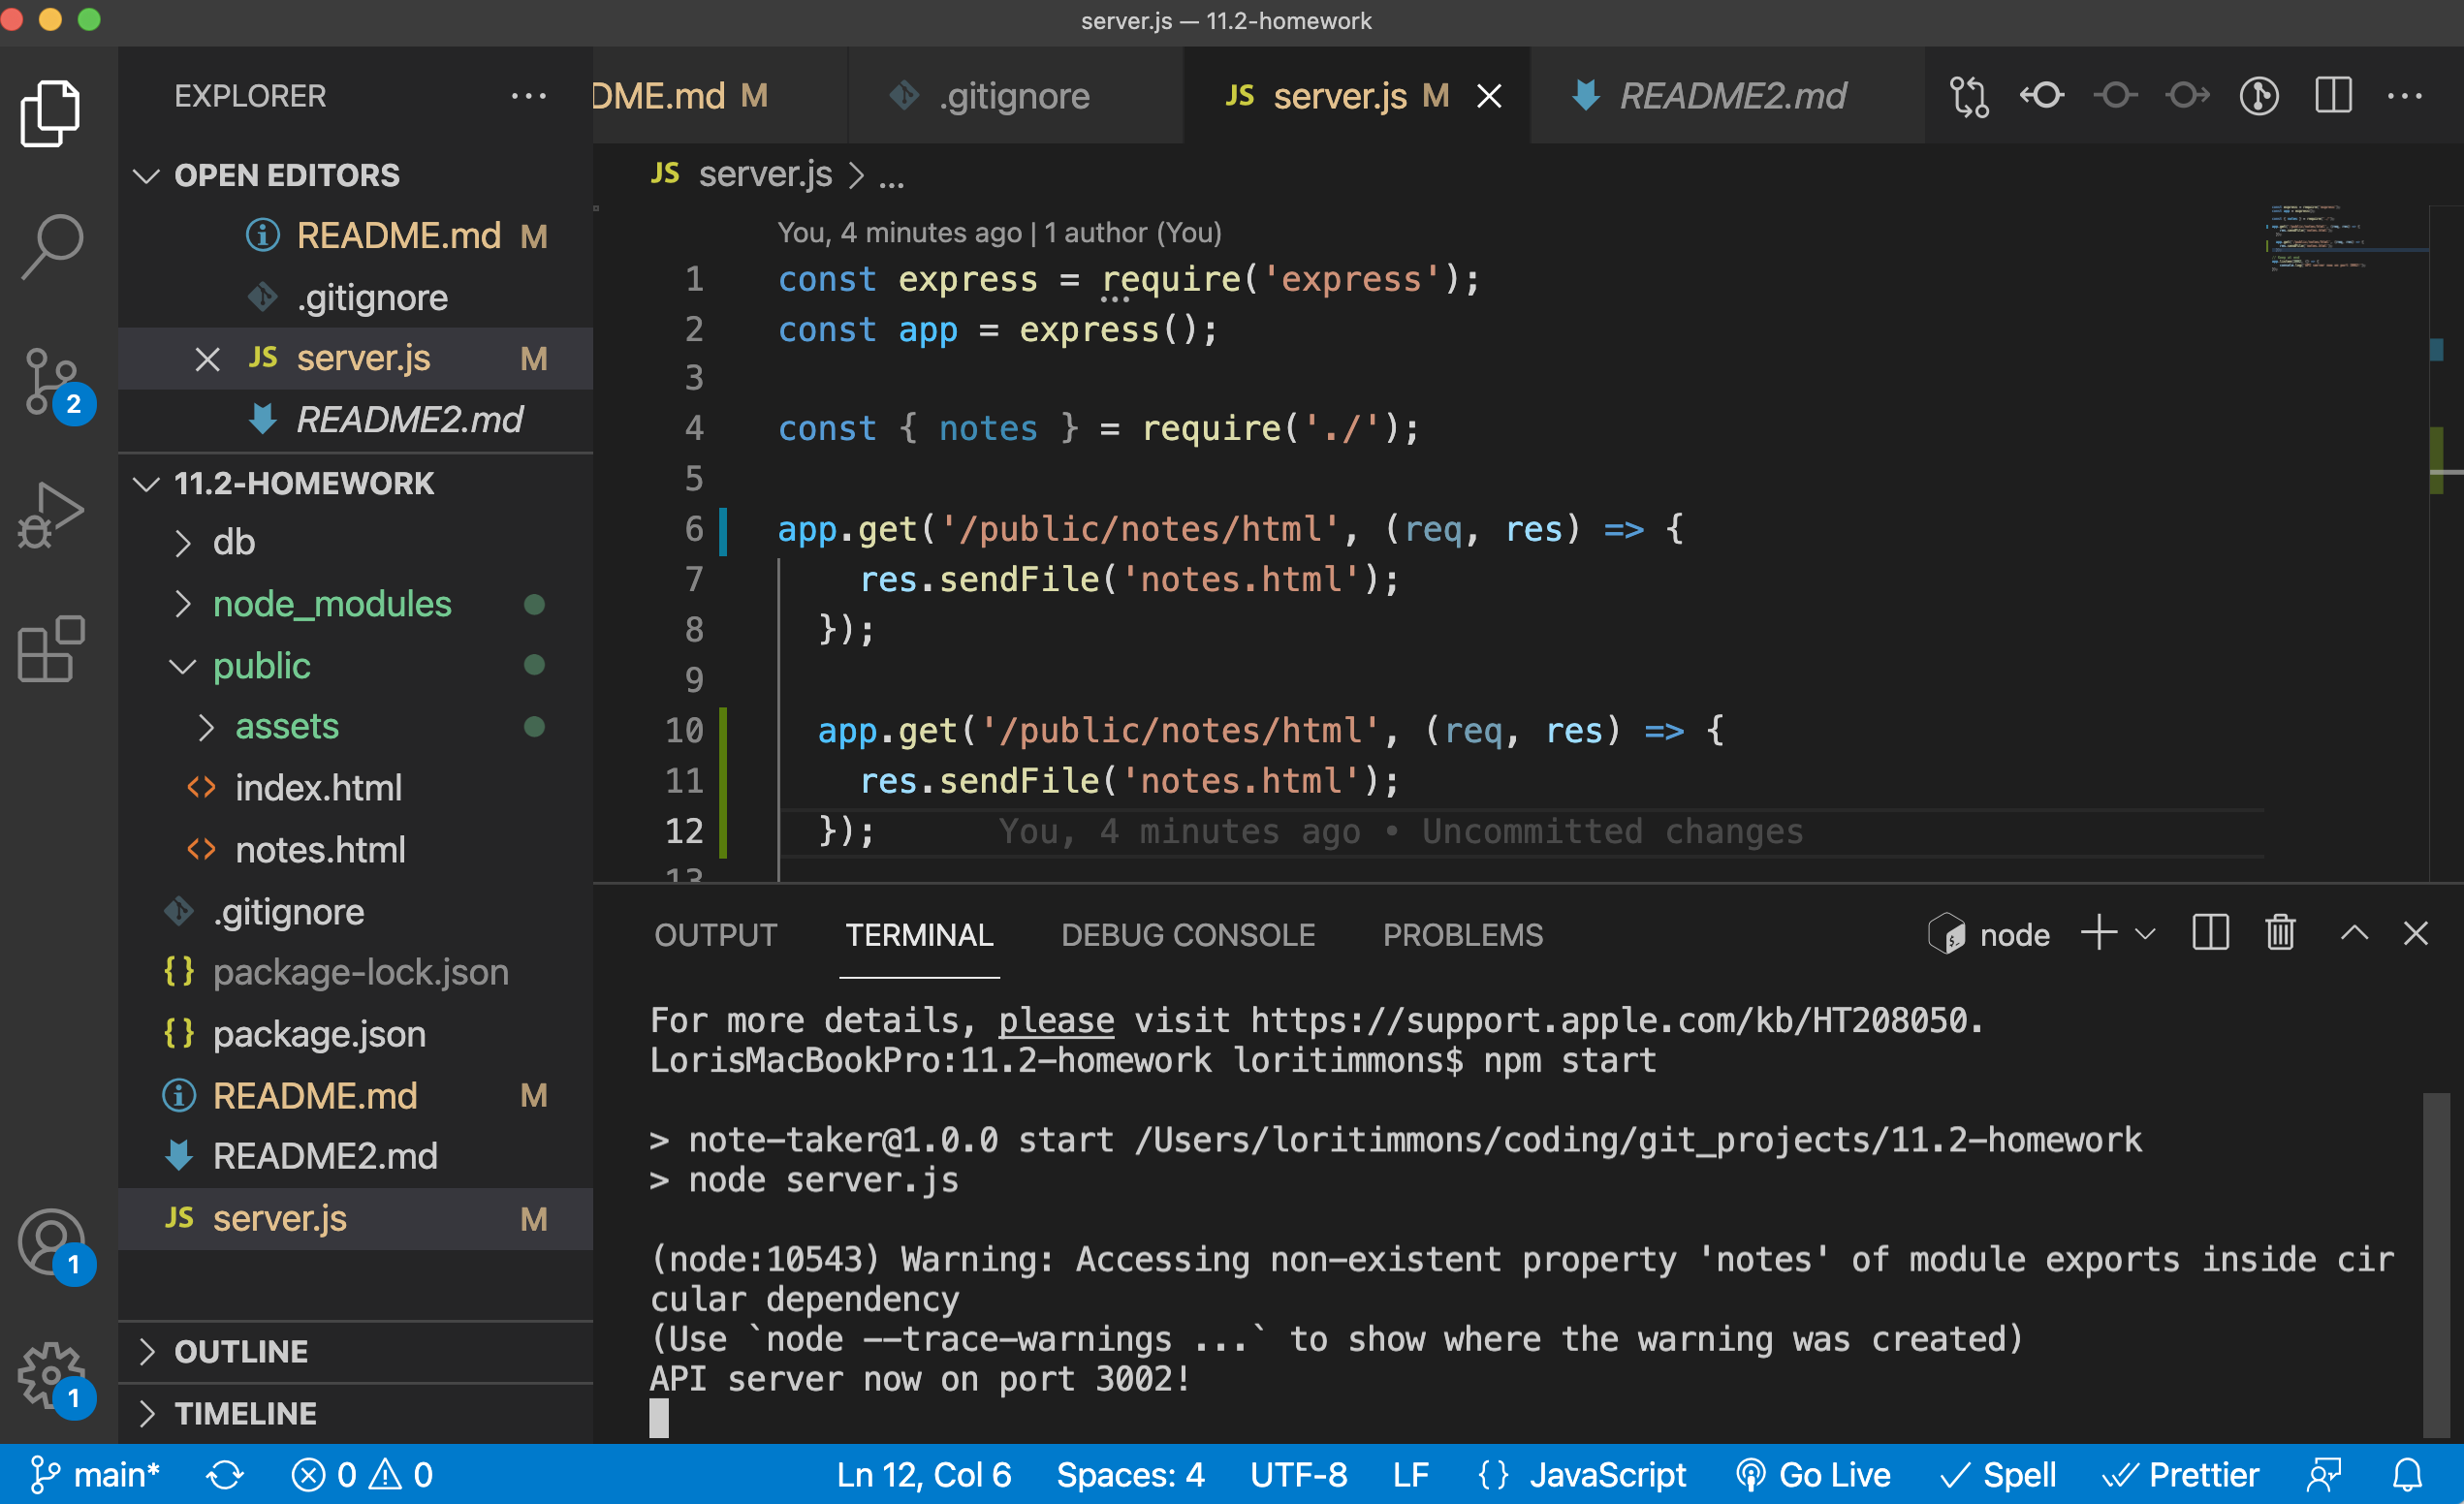 server.js — 11.2-homework
EXPLORER
OPEN EDITORS
README.md M
.gitignore
JS server.js M
README2.md
11.2-HOMEWORK
db
node_modules
public
assets
index.html
notes.html
.gitignore
{} package-lock.json
{} package.json
README.md M
README2.md
JS server.js M
OUTLINE
TIMELINE
2
1
1
DME.md M
.gitignore
JS server.js M
README2.md
JS server.js > ...
You, 4 minutes ago | 1 author (You)
1 const express = require('express');
2 const app = express();
3
4 const { notes } = require('./');
5
6 app.get('/public/notes/html', (req, res) => {
7 res.sendFile('notes.html');
8 });
9
10 app.get('/public/notes/html', (req, res) => {
11 res.sendFile('notes.html');
12 }); You, 4 minutes ago • Uncommitted changes
13
OUTPUT TERMINAL DEBUG CONSOLE PROBLEMS
node
For more details, please visit https://support.apple.com/kb/HT208050.
LorisMacBookPro:11.2-homework loritimmons$ npm start
> note-taker@1.0.0 start /Users/loritimmons/coding/git_projects/11.2-homework
> node server.js
(node:10543) Warning: Accessing non-existent property 'notes' of module exports inside cir
cular dependency
(Use `node --trace-warnings ...` to show where the warning was created)
API server now on port 3002!
main* 0 0 Ln 12, Col 6 Spaces: 4 UTF-8 LF {} JavaScript Go Live Spell Prettier